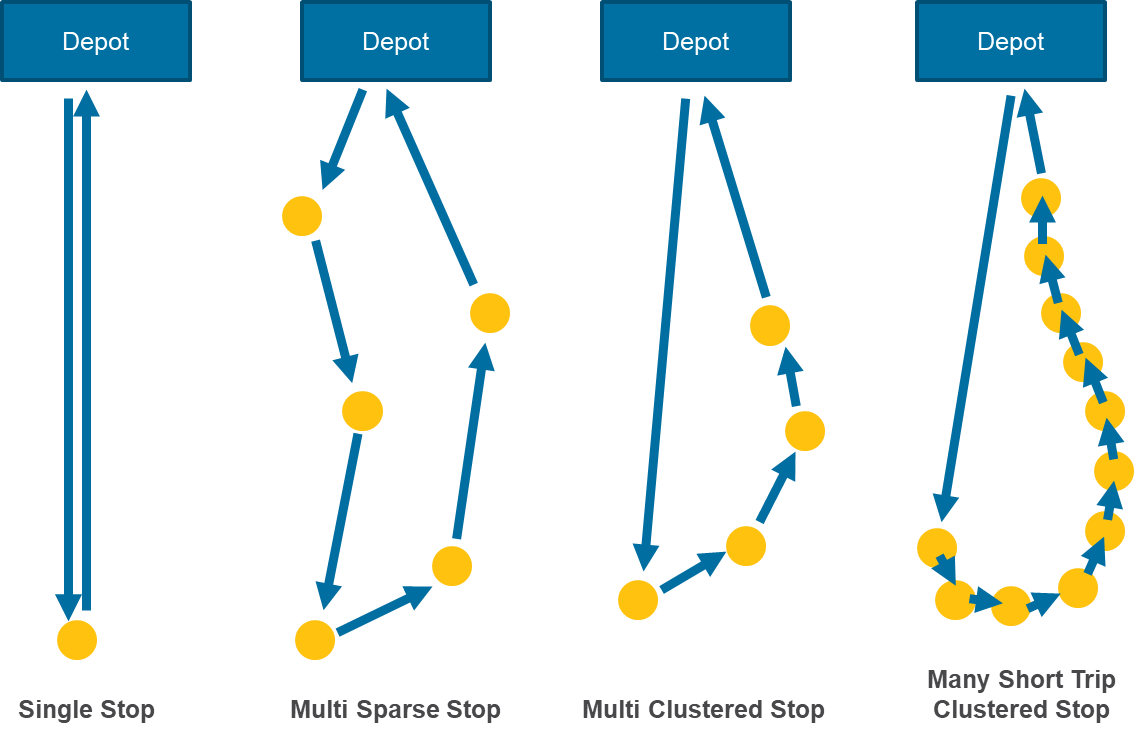 Depot
Depot
Depot
Depot
Single Stop
Multi Sparse Stop
Multi Clustered Stop
Many Short Trip
Clustered Stop